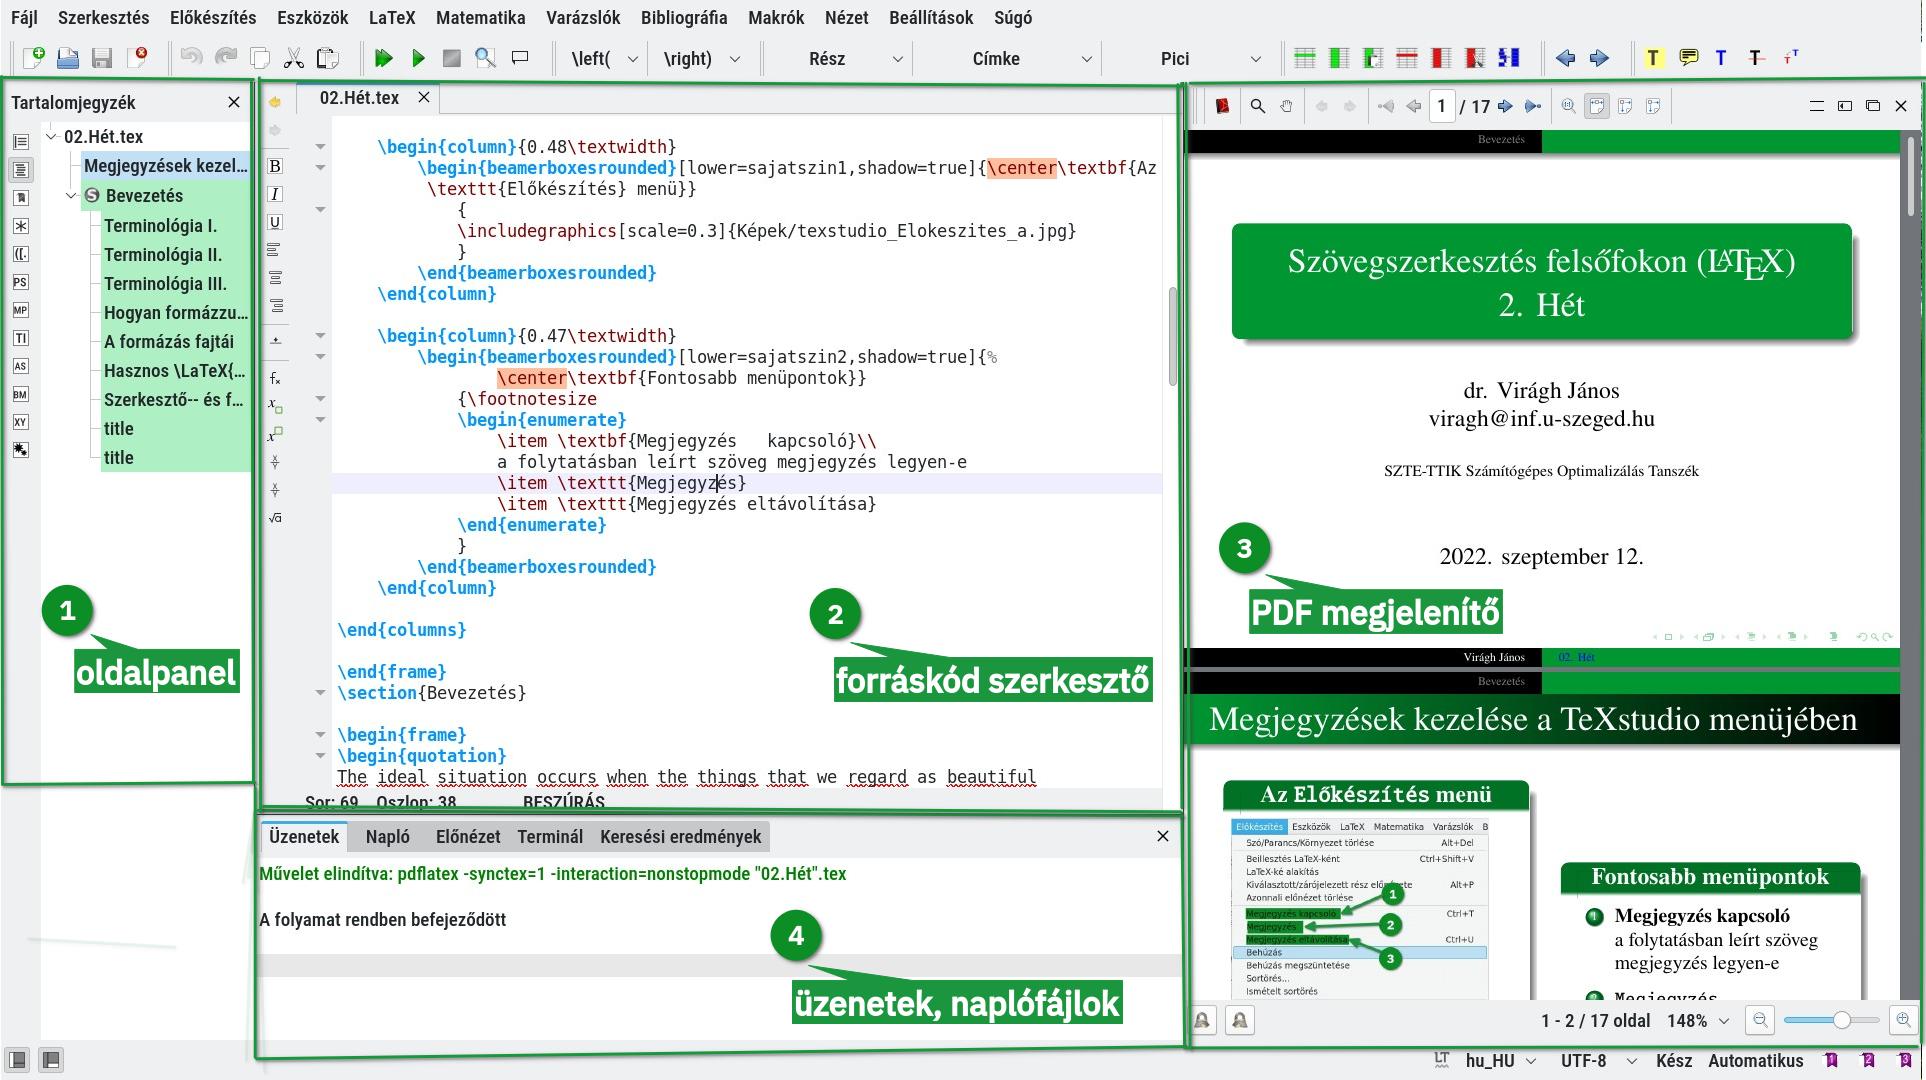 Fájl Szerkesztés Előkészítés Eszközök LaTeX Matematika Varázslók Bibliográfia Makrók Nézet Beállítások Súgó
\left( \right) Rész Címke Pici
Tartalomjegyzék
02.Hét.tex
Megjegyzések kezel...
Bevezetés
Terminológia I.
Terminológia II.
Terminológia III.
Hogyan formázzu...
A formázás fajtái
Hasznos \LaTeX{...
Szerkesztő-- és f...
title
title
1
oldalpanel
02.Hét.tex
\begin{column}{0.48\textwidth}
\begin{beamerboxesrounded}[lower=sajatszin1,shadow=true]{\center\textbf{Az
\texttt{Előkészítés} menü}}
{
\includegraphics[scale=0.3]{Képek/texstudio_Elokeszites_a.jpg}
}
\end{beamerboxesrounded}
\end{column}
\begin{column}{0.47\textwidth}
\begin{beamerboxesrounded}[lower=sajatszin2,shadow=true]{%
\center\textbf{Fontosabb menüpontok}}
{\footnotesize
\begin{enumerate}
\item \textbf{Megjegyzés   kapcsoló}\\
a folytatásban leírt szöveg megjegyzés legyen-e
\item \texttt{Megjegyzés}
\item \texttt{Megjegyzés eltávolítása}
\end{enumerate}
}
\end{beamerboxesrounded}
\end{column}
\end{columns}
\end{frame}
\section{Bevezetés}
\begin{frame}
\begin{quotation}
The ideal situation occurs when the things that we regard as beautiful
Sor: 69 Oszlop: 38 BESZÚRÁS
2
forráskód szerkesztő
1 / 17
Bevezetés
Szövegszerkesztés felsőfokon (LATEX)
2. Hét
dr. Virágh János
viragh@inf.u-szeged.hu
SZTE-TTIK Számítógépes Optimalizálás Tanszék
2022. szeptember 12.
3
PDF megjelenítő
Virágh János 02. Hét
Bevezetés
Megjegyzések kezelése a TeXstudio menüjében
Az Előkészítés menü
Előkészítés Eszközök LaTeX Matematika Varázslók B
Szó/Parancs/Környezet törlése Alt+Del
Beillesztés LaTeX-ként Ctrl+Shift+V
LaTeX-ké alakítás
Kiválasztott/zárójelezett rész előnézete Alt+P
Azonnali előnézet törlése
Megjegyzés kapcsoló 1 Ctrl+T
Megjegyzés 2
Megjegyzés eltávolítása Ctrl+U
Behúzás 3
Behúzás megszüntetése
Sortörés...
Ismételt sortörés
Fontosabb menüpontok
1 Megjegyzés kapcsoló
a folytatásban leírt szöveg
megjegyzés legyen-e
2 Megjegyzés
1 - 2 / 17 oldal 148%
Üzenetek Napló Előnézet Terminál Keresési eredmények
Művelet elindítva: pdflatex -synctex=1 -interaction=nonstopmode "02.Hét".tex
A folyamat rendben befejeződött
4
üzenetek, naplófájlok
LT hu_HU UTF-8 Kész Automatikus 1 2 3